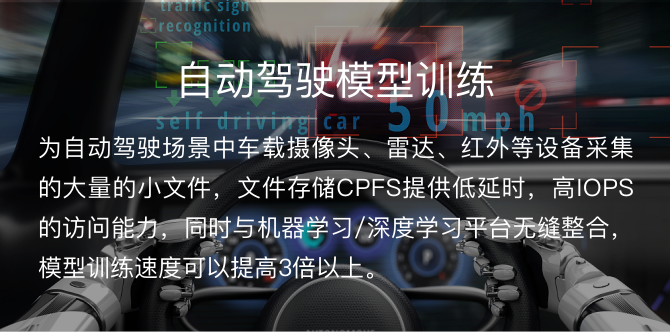 traffic sign
recognition
自动驾驶模型训练
50 mph
self driving car
为自动驾驶场景中车载摄像头、雷达、红外等设备采集
的大量的小文件，文件存储CPFS提供低延时，高IOPS
的访问能力，同时与机器学习/深度学习平台无缝整合，
模型训练速度可以提高3倍以上。